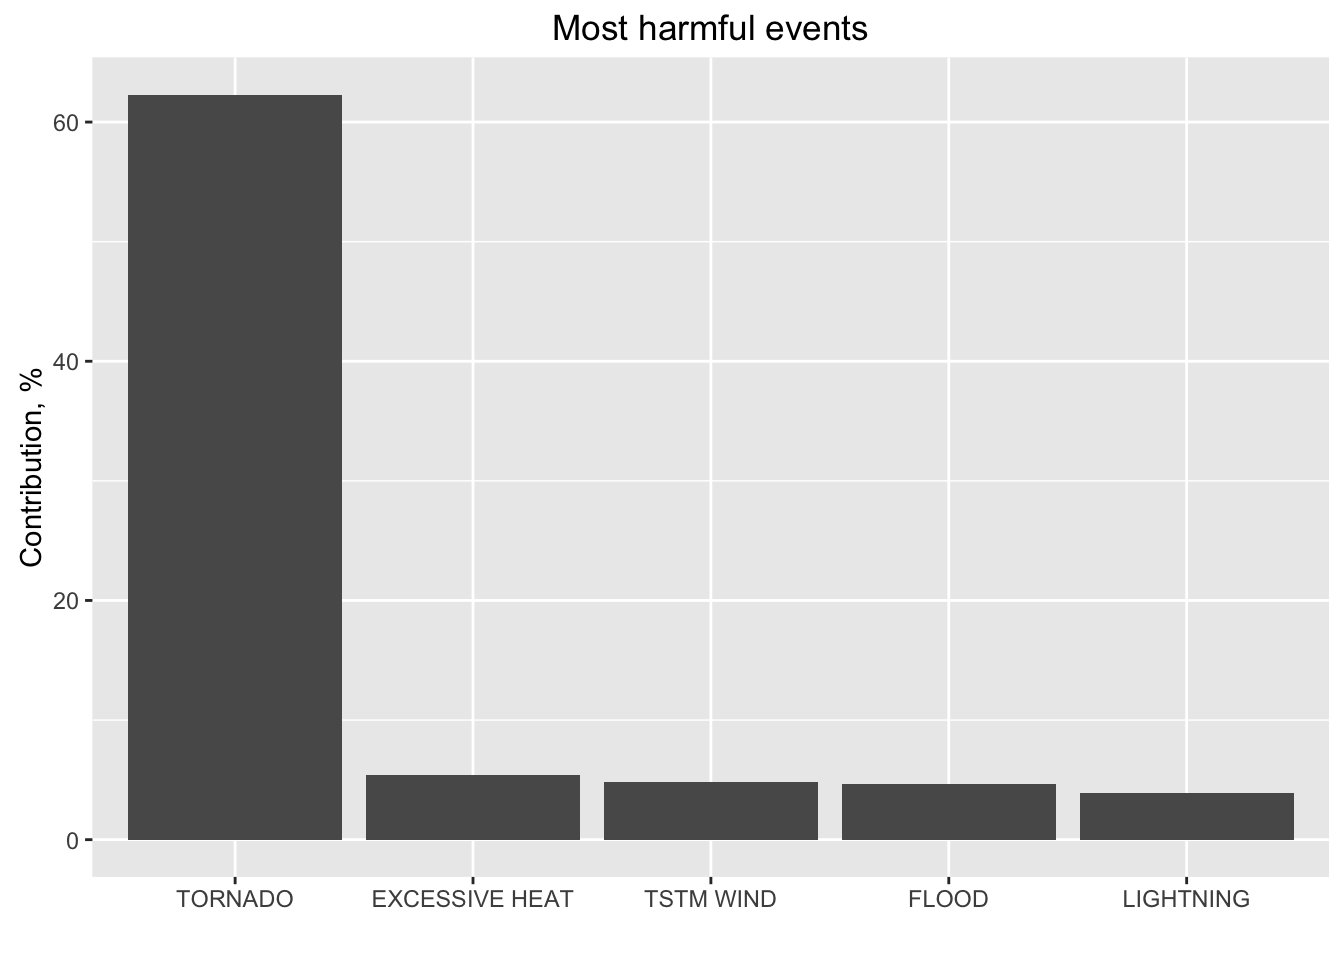 Most harmful events
Contribution, %
60
40
20
0
TORNADO
EXCESSIVE HEAT
TSTM WIND
FLOOD
LIGHTNING